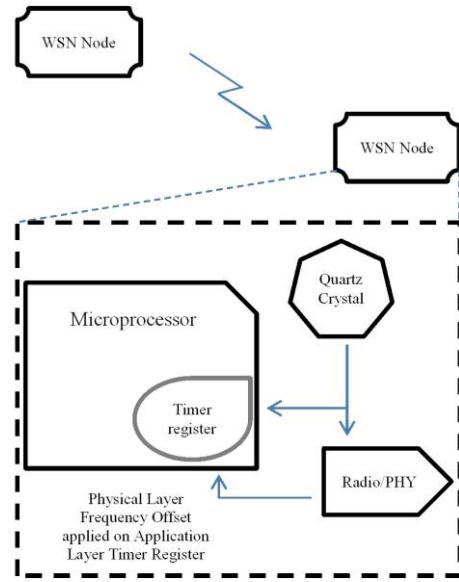 WSN Node
WSN Node
Quartz
Crystal
Microprocessor
Timer
register
Radio/PHY
Physical Layer
Frequency Offset
applied on Application
Layer Timer Register